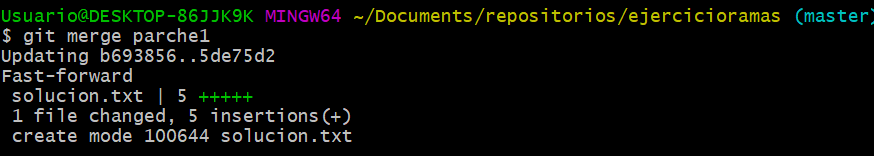 Usuario@DESKTOP-86JJK9K MINGW64 ~/Documents/repositorios/ejercicioramas (master)
$ git merge parche1
Updating b693856..5de75d2
Fast-forward
 solucion.txt | 5 +++++
 1 file changed, 5 insertions(+)
 create mode 100644 solucion.txt